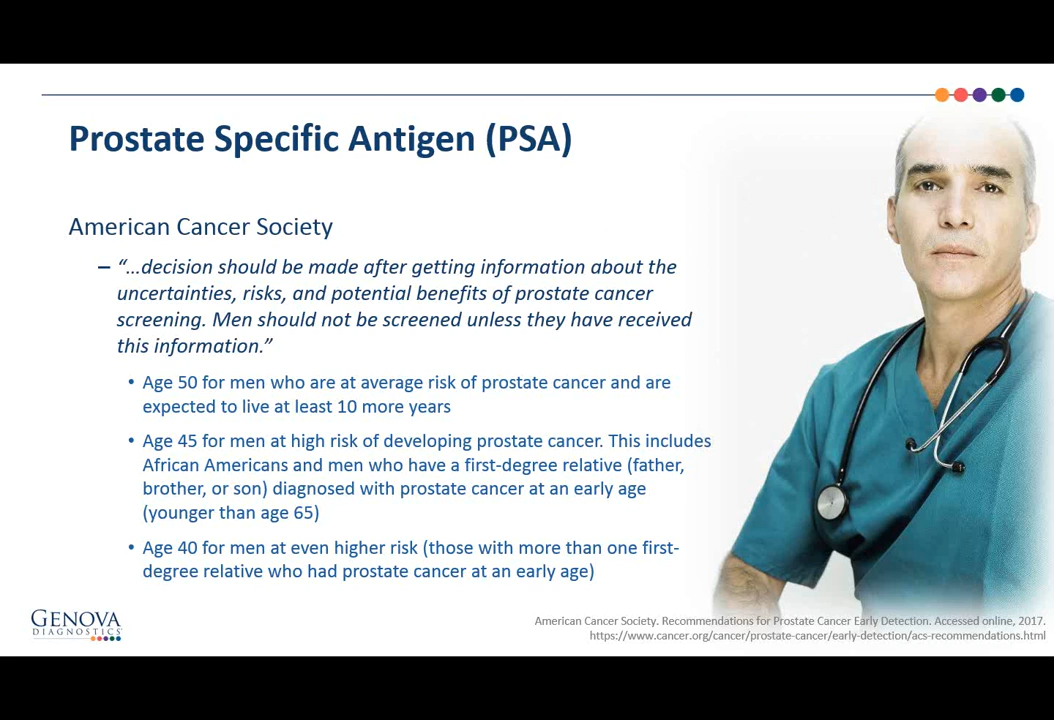 Prostate Specific Antigen (PSA)
American Cancer Society
– “…decision should be made after getting information about the
uncertainties, risks, and potential benefits of prostate cancer
screening. Men should not be screened unless they have received
this information.”
• Age 50 for men who are at average risk of prostate cancer and are
expected to live at least 10 more years
• Age 45 for men at high risk of developing prostate cancer. This includes
African Americans and men who have a first-degree relative (father,
brother, or son) diagnosed with prostate cancer at an early age
(younger than age 65)
• Age 40 for men at even higher risk (those with more than one first-
degree relative who had prostate cancer at an early age)
GENOVA
DIAGNOSTICS
American Cancer Society. Recommendations for Prostate Cancer Early Detection. Accessed online, 2017.
https://www.cancer.org/cancer/prostate-cancer/early-detection/acs-recommendations.html